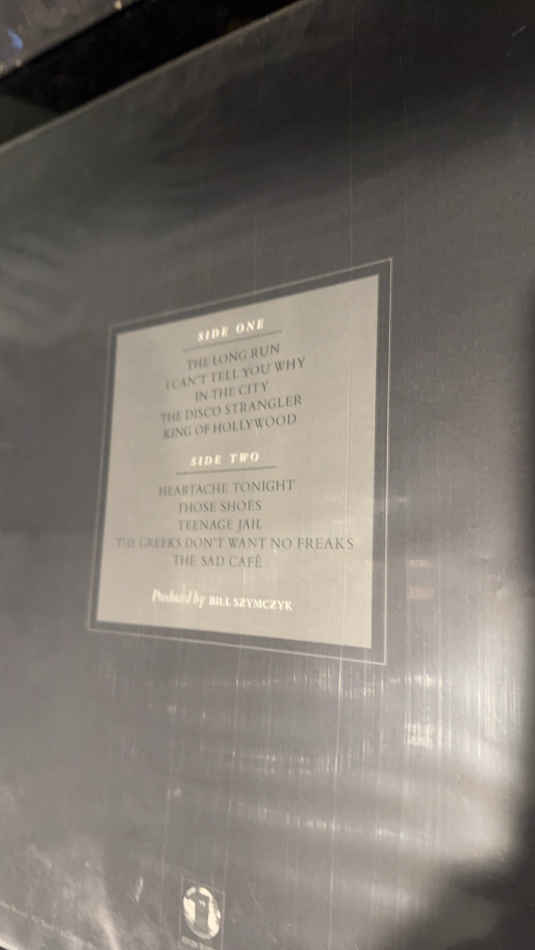 SIDE ONE
THE LONG RUN
I CAN'T TELL YOU WHY
IN THE CITY
THE DISCO STRANGLER
KING OF HOLLYWOOD
SIDE TWO
HEARTACHE TONIGHT
THOSE SHOES
TEENAGE JAIL
THE GREEKS DON'T WANT NO FREAKS
THE SAD CAFÉ
Produced by BILL SZYMCZYK